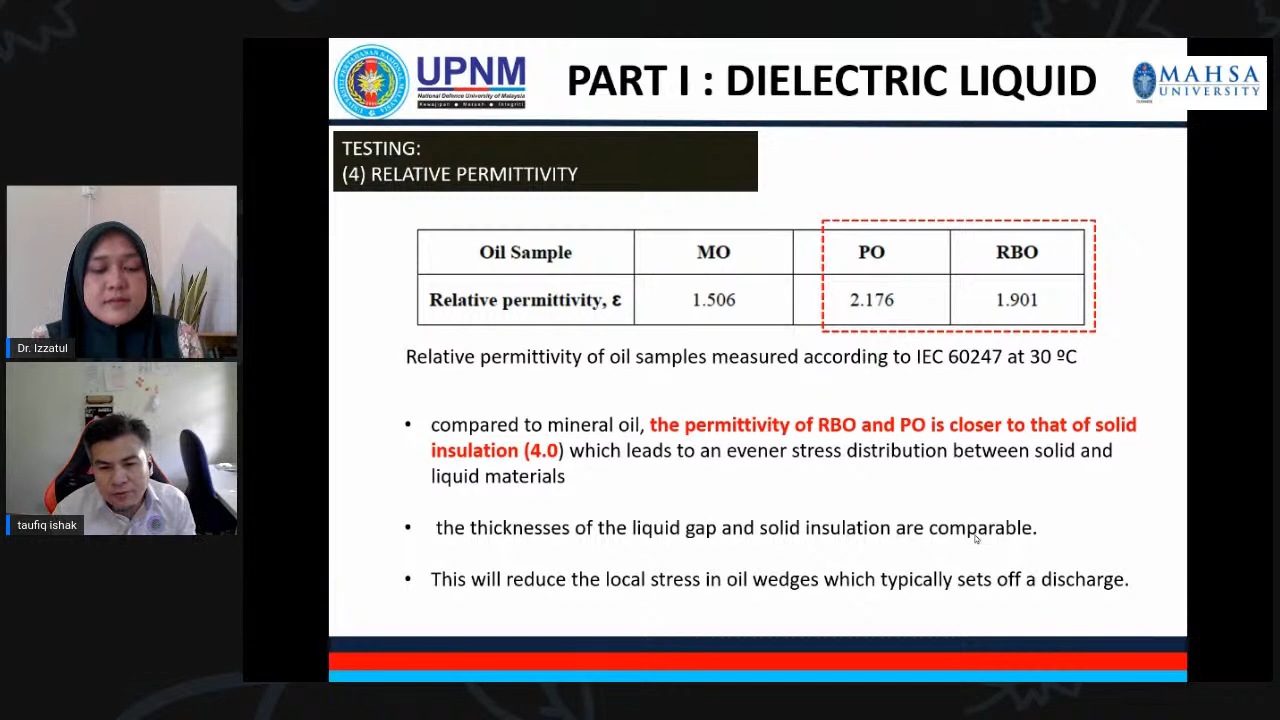 UPNM
National Defence University of Malaysia
Kewajipan ● Maruah ● Integriti
PART I : DIELECTRIC LIQUID
MAHSA
UNIVERSITY
TESTING:
(4) RELATIVE PERMITTIVITY
Oil Sample MO PO RBO
Relative permittivity, ε 1.506 2.176 1.901
Relative permittivity of oil samples measured according to IEC 60247 at 30 ºC
• compared to mineral oil, the permittivity of RBO and PO is closer to that of solid
insulation (4.0) which leads to an evener stress distribution between solid and
liquid materials
• the thicknesses of the liquid gap and solid insulation are comparable.
• This will reduce the local stress in oil wedges which typically sets off a discharge.
Dr. Izzatul
taufiq ishak